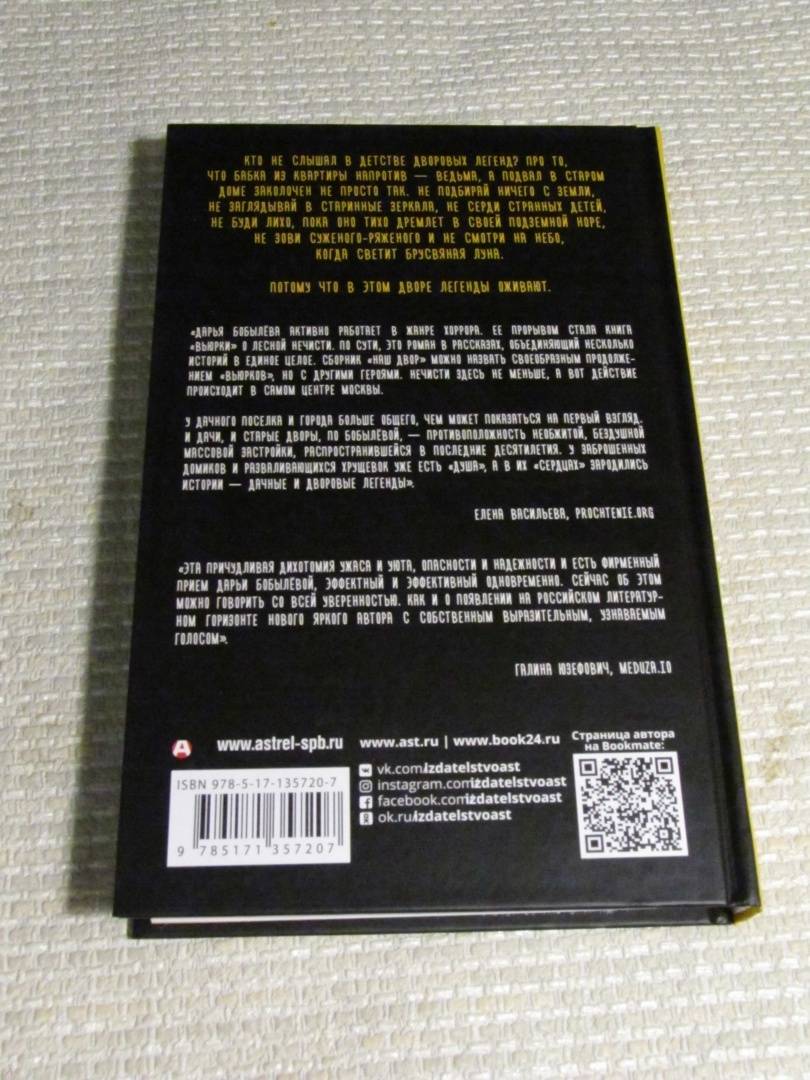 КТО НЕ СЛЫШАЛ В ДЕТСТВЕ ДВОРОВЫХ ЛЕГЕНД? ПРО ТО,
ЧТО БАБКА ИЗ КВАРТИРЫ НАПРОТИВ — ВЕДЬМА, А ПОДВАЛ В СТАРОМ
ДОМЕ ЗАКОЛОЧЕН НЕ ПРОСТО ТАК. НЕ ПОДБИРАЙ НИЧЕГО С ЗЕМЛИ,
НЕ ЗАГЛЯДЫВАЙ В СТАРИННЫЕ ЗЕРКАЛА, НЕ СЕРДИ СТРАННЫХ ДЕТЕЙ,
НЕ БУДИ ЛИХО, ПОКА ОНО ТИХО ДРЕМЛЕТ В СВОЕЙ ПОДЗЕМНОЙ НОРЕ,
НЕ ЗОВИ СУЖЕНОГО-РЯЖЕНОГО И НЕ СМОТРИ НА НЕБО,
КОГДА СВЕТИТ БРУСВЯНАЯ ЛУНА.
ПОТОМУ ЧТО В ЭТОМ ДВОРЕ ЛЕГЕНДЫ ОЖИВАЮТ.
«ДАРЬЯ БОБЫЛЁВА АКТИВНО РАБОТАЕТ В ЖАНРЕ ХОРРОРА. ЕЕ ПРОРЫВОМ СТАЛА КНИГА
«ВЬЮРКИ» О ЛЕСНОЙ НЕЧИСТИ. ПО СУТИ, ЭТО РОМАН В РАССКАЗАХ, ОБЪЕДИНЯЮЩИЙ НЕСКОЛЬКО
ИСТОРИЙ В ЕДИНОЕ ЦЕЛОЕ. СБОРНИК «НАШ ДВОР» МОЖНО НАЗВАТЬ СВОЕОБРАЗНЫМ ПРОДОЛЖЕ-
НИЕМ «ВЬЮРКОВ», НО С ДРУГИМИ ГЕРОЯМИ. НЕЧИСТИ ЗДЕСЬ НЕ МЕНЬШЕ, А ВОТ ДЕЙСТВИЕ
ПРОИСХОДИТ В САМОМ ЦЕНТРЕ МОСКВЫ.
У ДАЧНОГО ПОСЕЛКА И ГОРОДА БОЛЬШЕ ОБЩЕГО, ЧЕМ МОЖЕТ ПОКАЗАТЬСЯ НА ПЕРВЫЙ ВЗГЛЯД.
И ДАЧИ, И СТАРЫЕ ДВОРЫ, ПО БОБЫЛЁВОЙ, — ПРОТИВОПОЛОЖНОСТЬ НЕОБЖИТОЙ, БЕЗДУШНОЙ
МАССОВОЙ ЗАСТРОЙКИ, РАСПРОСТРАНИВШЕЙСЯ В ПОСЛЕДНИЕ ДЕСЯТИЛЕТИЯ. У ЗАБРОШЕННЫХ
ДОМИКОВ И РАЗВАЛИВАЮЩИХСЯ ХРУЩЕВОК УЖЕ ЕСТЬ «ДУША», А В ИХ «СЕРДЦАХ» ЗАРОДИЛИСЬ
ИСТОРИИ — ДАЧНЫЕ И ДВОРОВЫЕ ЛЕГЕНДЫ».
ЕЛЕНА ВАСИЛЬЕВА, PROCHTENIE.ORG
«ЭТА ПРИЧУДЛИВАЯ ДИХОТОМИЯ УЖАСА И УЮТА, ОПАСНОСТИ И НАДЕЖНОСТИ И ЕСТЬ ФИРМЕННЫЙ
ПРИЕМ ДАРЬИ БОБЫЛЁВОЙ, ЭФФЕКТНЫЙ И ЭФФЕКТИВНЫЙ ОДНОВРЕМЕННО. СЕЙЧАС ОБ ЭТОМ
МОЖНО ГОВОРИТЬ СО ВСЕЙ УВЕРЕННОСТЬЮ. КАК И О ПОЯВЛЕНИИ НА РОССИЙСКОМ ЛИТЕРАТУР-
НОМ ГОРИЗОНТЕ НОВОГО ЯРКОГО АВТОРА С СОБСТВЕННЫМ ВЫРАЗИТЕЛЬНЫМ, УЗНАВАЕМЫМ
ГОЛОСОМ».
ГАЛИНА ЮЗЕФОВИЧ, MEDUZA.IO
www.astrel-spb.ru www.ast.ru | www.book24.ru
Страница автора
на Bookmate:
vk.com/izdatelstvoast
instagram.com/izdatelstvoast
facebook.com/izdatelstvoast
ok.ru/izdatelstvoast
ISBN 978-5-17-135720-7
9 785171 357207